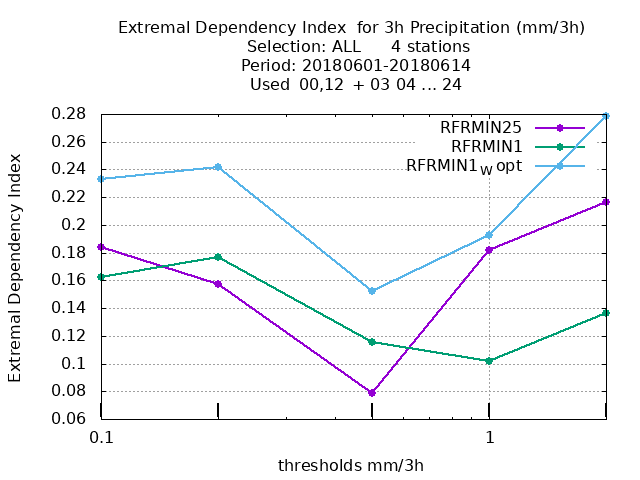 Extremal Dependency Index  for 3h Precipitation (mm/3h)
Selection: ALL      4 stations
Period: 20180601-20180614
Used  00,12  + 03 04 ... 24
RFRMIN25
RFRMIN1
RFRMIN1w opt
0.28
0.26
0.24
0.22
0.2
0.18
0.16
0.14
0.12
0.1
0.08
0.06
0.1
1
Extremal Dependency Index
thresholds mm/3h